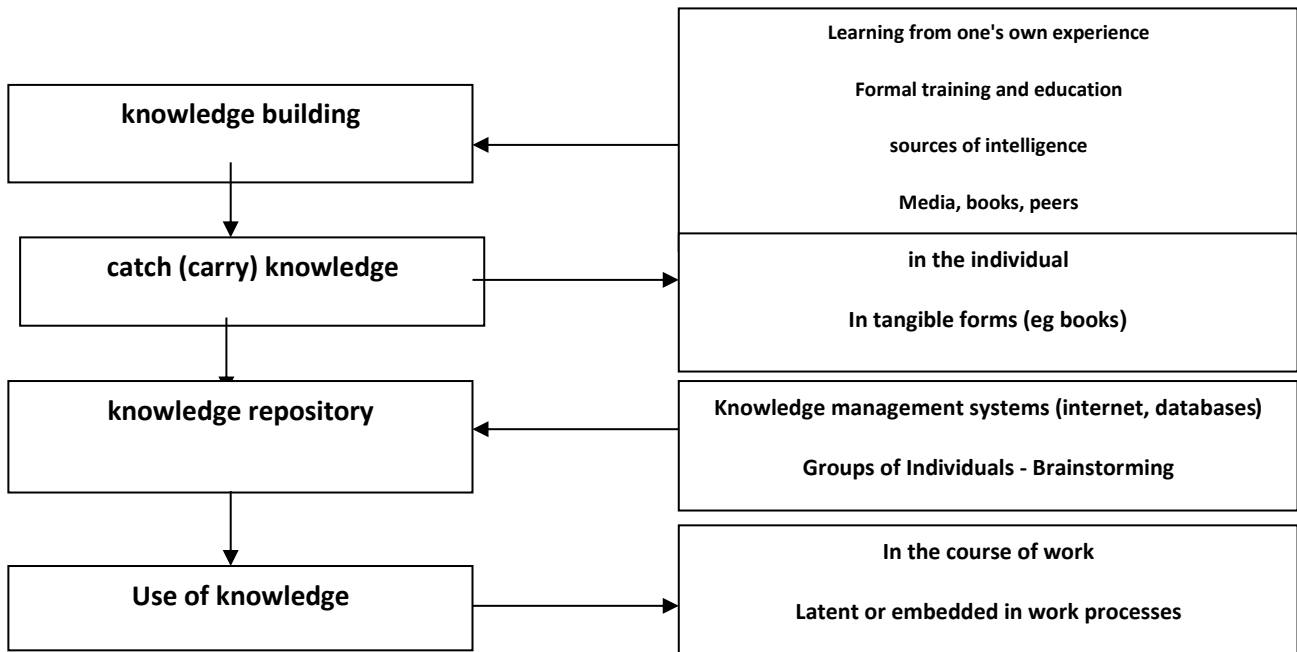 knowledge building
Learning from one's own experience
Formal training and education
sources of intelligence
Media, books, peers
catch (carry) knowledge
in the individual
In tangible forms (eg books)
knowledge repository
Knowledge management systems (internet, databases)
Groups of Individuals - Brainstorming
Use of knowledge
In the course of work
Latent or embedded in work processes